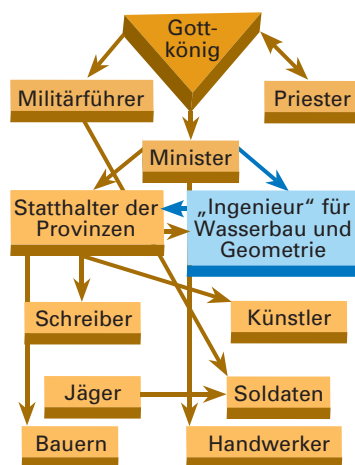 Gott-
könig
Militärführer
Priester
Minister
Statthalter der
Provinzen
„Ingenieur“ für
Wasserbau und
Geometrie
Schreiber
Künstler
Jäger
Soldaten
Bauern
Handwerker